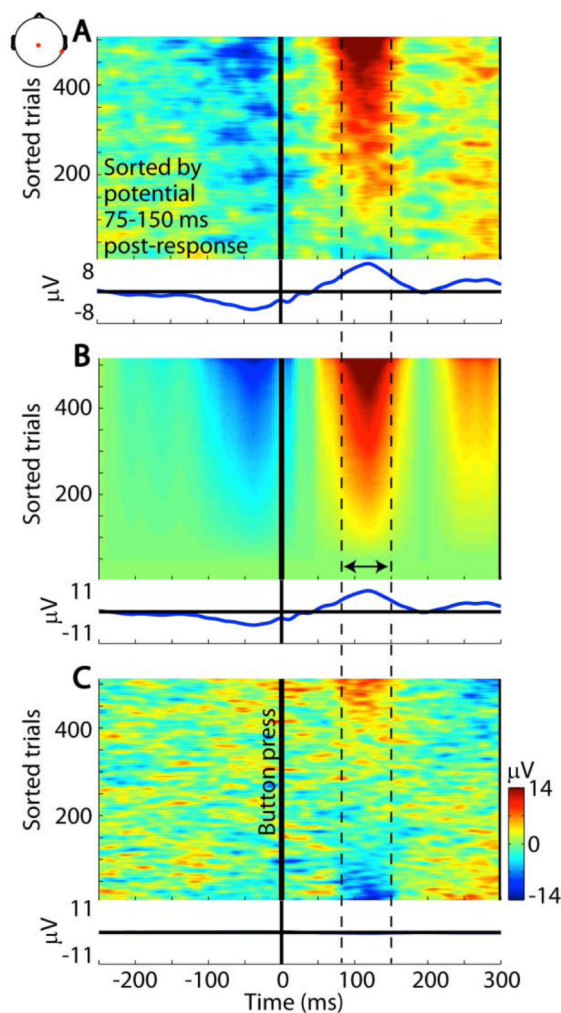 A
Sorted trials
400
200
Sorted by
potential
75-150 ms
post-response
µV
8
-8
B
Sorted trials
400
200
µV
11
-11
C
Sorted trials
400
200
Button press
µV
14
0
-14
µV
11
-11
-200 -100 0 100 200 300
Time (ms)